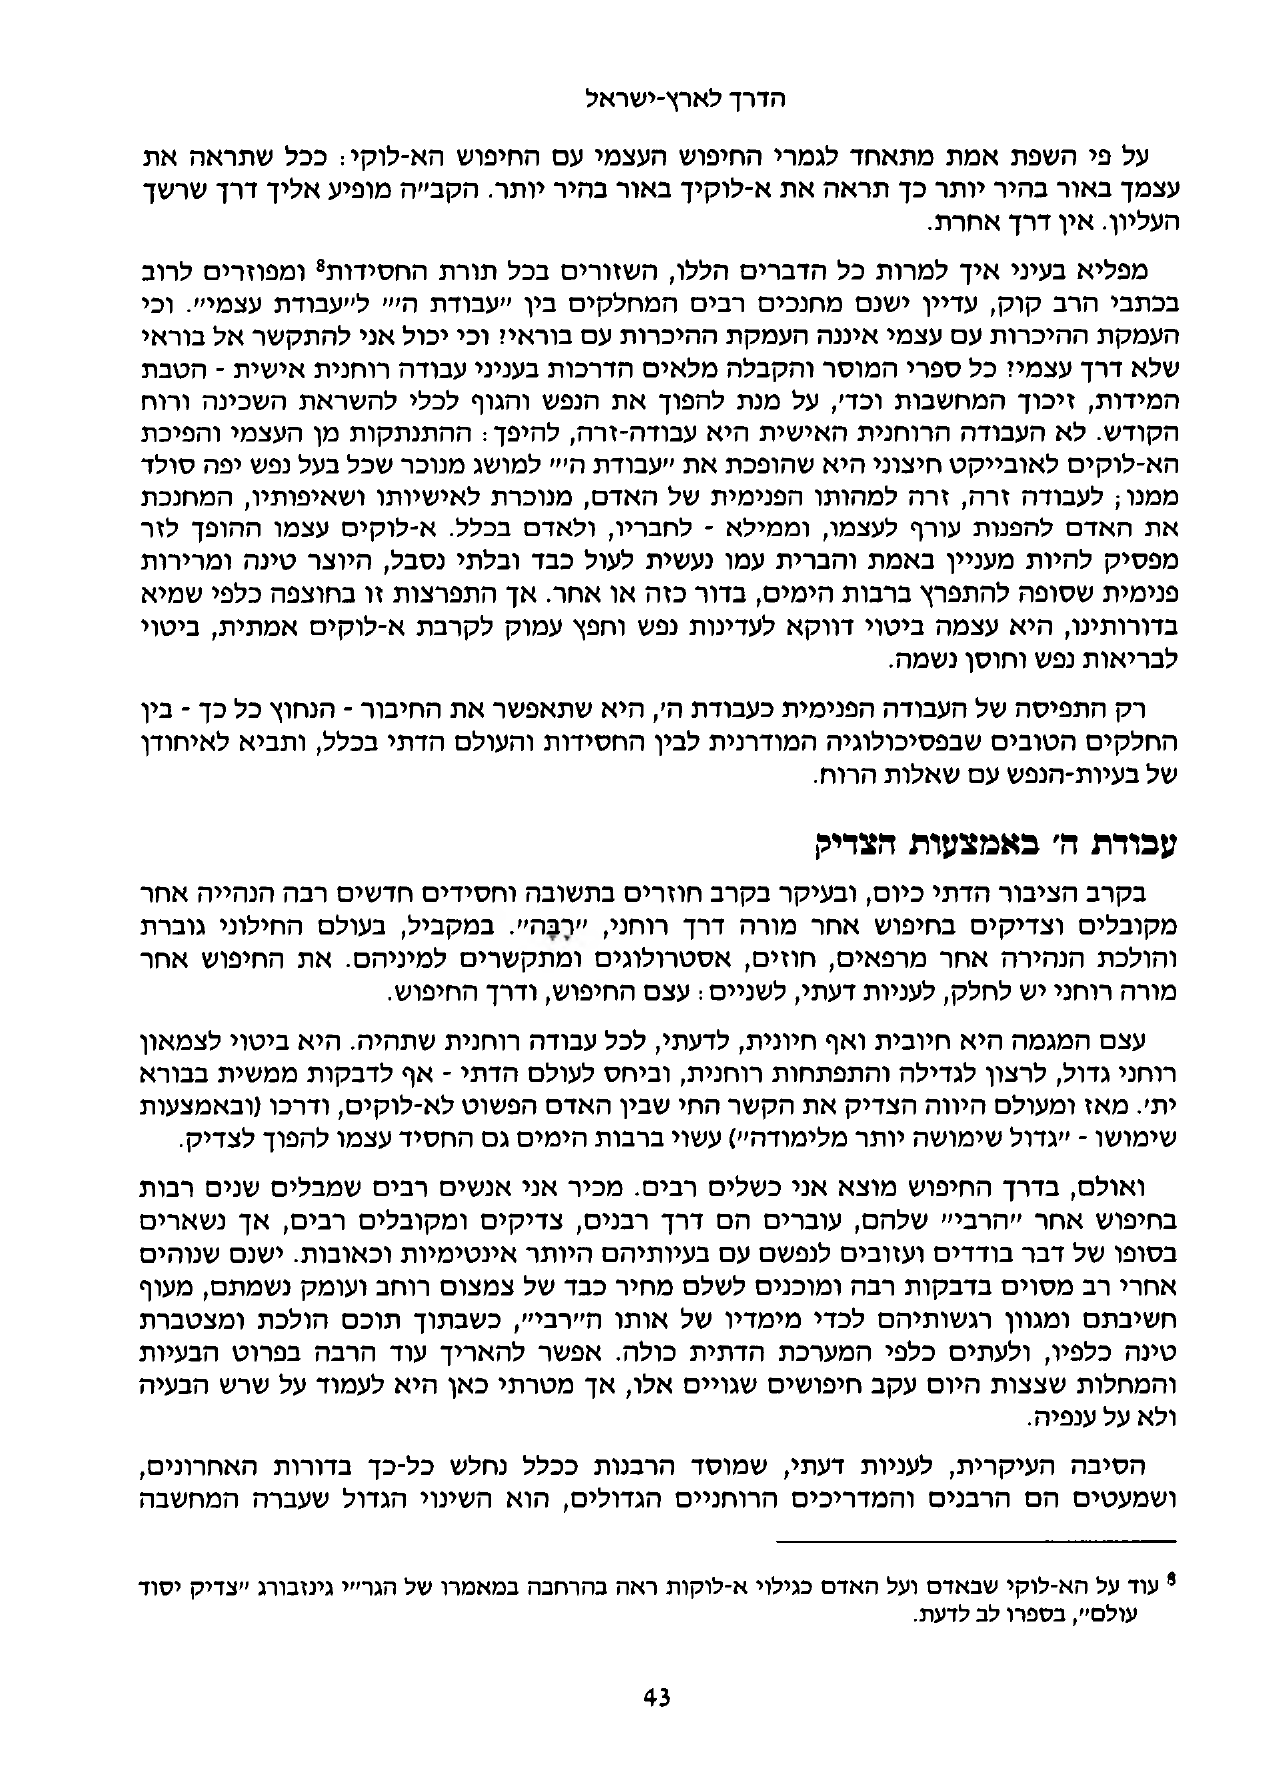 הדרך לארץ-ישראל
על פי השפת אמת מתאחד לגמרי החיפוש העצמי עם החיפוש הא-לוקי: ככל שתראה את
עצמך באור בהיר יותר כך תראה את א-לוקיך באור בהיר יותר. הקב"ה מופיע אליך דרך שרשך
העליון. אין דרך אחרת.
מפליא בעיני איך למרות כל הדברים הללו, השזורים בכל תורת החסידות8 ומפוזרים לרוב
בכתבי הרב קוק, עדיין ישנם מחנכים רבים המחלקים בין "עבודת ה'" ל"עבודת עצמי". וכי
העמקת ההיכרות עם עצמי איננה העמקת ההיכרות עם בוראי? וכי יכול אני להתקשר אל בוראי
שלא דרך עצמי? כל ספרי המוסר והקבלה מלאים הדרכות בעניני עבודה רוחנית אישית - הטבת
המידות, זיכוך המחשבות וכד', על מנת להפוך את הנפש והגוף לכלי להשראת השכינה ורוח
הקודש. לא העבודה הרוחנית האישית היא עבודה-זרה, להיפך: ההתנתקות מן העצמי והפיכת
הא-לוקים לאובייקט חיצוני היא שהופכת את "עבודת ה'" למושג מנוכר שכל בעל נפש יפה סולד
ממנו; לעבודה זרה, זרה למהותו הפנימית של האדם, מנוכרת לאישיותו ושאיפותיו, המחנכת
את האדם להפנות עורף לעצמו, וממילא - לחבריו, ולאדם בכלל. א-לוקים עצמו ההופך לזר
מפסיק להיות מעניין באמת והברית עמו נעשית לעול כבד ובלתי נסבל, היוצר טינה ומרירות
פנימית שסופה להתפרץ ברבות הימים, בדור כזה או אחר. אך התפרצות זו בחוצפה כלפי שמיא
בדורותינו, היא עצמה ביטוי דווקא לעדינות נפש וחפץ עמוק לקרבת א-לוקים אמתית, ביטוי
לבריאות נפש וחוסן נשמה.
רק התפיסה של העבודה הפנימית כעבודת ה', היא שתאפשר את החיבור - הנחוץ כל כך - בין
החלקים הטובים שבפסיכולוגיה המודרנית לבין החסידות והעולם הדתי בכלל, ותביא לאיחודן
של בעיות-הנפש עם שאלות הרוח.
עבודת ה' באמצעות הצדיק
בקרב הציבור הדתי כיום, ובעיקר בקרב חוזרים בתשובה וחסידים חדשים רבה הנהייה אחר
מקובלים וצדיקים בחיפוש אחר מורה דרך רוחני, "רַבֶּה". במקביל, בעולם החילוני גוברת
והולכת הנהירה אחר מרפאים, חוזים, אסטרולוגים ומתקשרים למיניהם. את החיפוש אחר
מורה רוחני יש לחלק, לעניות דעתי, לשניים: עצם החיפוש, ודרך החיפוש.
עצם המגמה היא חיובית ואף חיונית, לדעתי, לכל עבודה רוחנית שתהיה. היא ביטוי לצמאון
רוחני גדול, לרצון לגדילה והתפתחות רוחנית, וביחס לעולם הדתי - אף לדבקות ממשית בבורא
ית'. מאז ומעולם היווה הצדיק את הקשר החי שבין האדם הפשוט לא-לוקים, ודרכו (ובאמצעות
שימושו - "גדול שימושה יותר מלימודה") עשוי ברבות הימים גם החסיד עצמו להפוך לצדיק.
ואולם, בדרך החיפוש מוצא אני כשלים רבים. מכיר אני אנשים רבים שמבלים שנים רבות
בחיפוש אחר "הרבי" שלהם, עוברים הם דרך רבנים, צדיקים ומקובלים רבים, אך נשארים
בסופו של דבר בודדים ועזובים לנפשם עם בעיותיהם היותר אינטימיות וכאובות. ישנם שנוהים
אחרי רב מסוים בדבקות רבה ומוכנים לשלם מחיר כבד של צמצום רוחב ועומק נשמתם, מעוף
חשיבתם ומגוון רגשותיהם לכדי מימדיו של אותו ה"רבי", כשבתוך תוכם הולכת ומצטברת
טינה כלפיו, ולעתים כלפי המערכת הדתית כולה. אפשר להאריך עוד הרבה בפרוט הבעיות
והמחלות שצצות היום עקב חיפושים שגויים אלו, אך מטרתי כאן היא לעמוד על שרש הבעיה
ולא על ענפיה.
הסיבה העיקרית, לעניות דעתי, שמוסד הרבנות ככלל נחלש כל-כך בדורות האחרונים,
ושמעטים הם הרבנים והמדריכים הרוחניים הגדולים, הוא השינוי הגדול שעברה המחשבה
8 עוד על הא-לוקי שבאדם ועל האדם כגילוי א-לוקות ראה בהרחבה במאמרו של הגר"י גינזבורג "צדיק יסוד
עולם", בספרו לב לדעת.
43